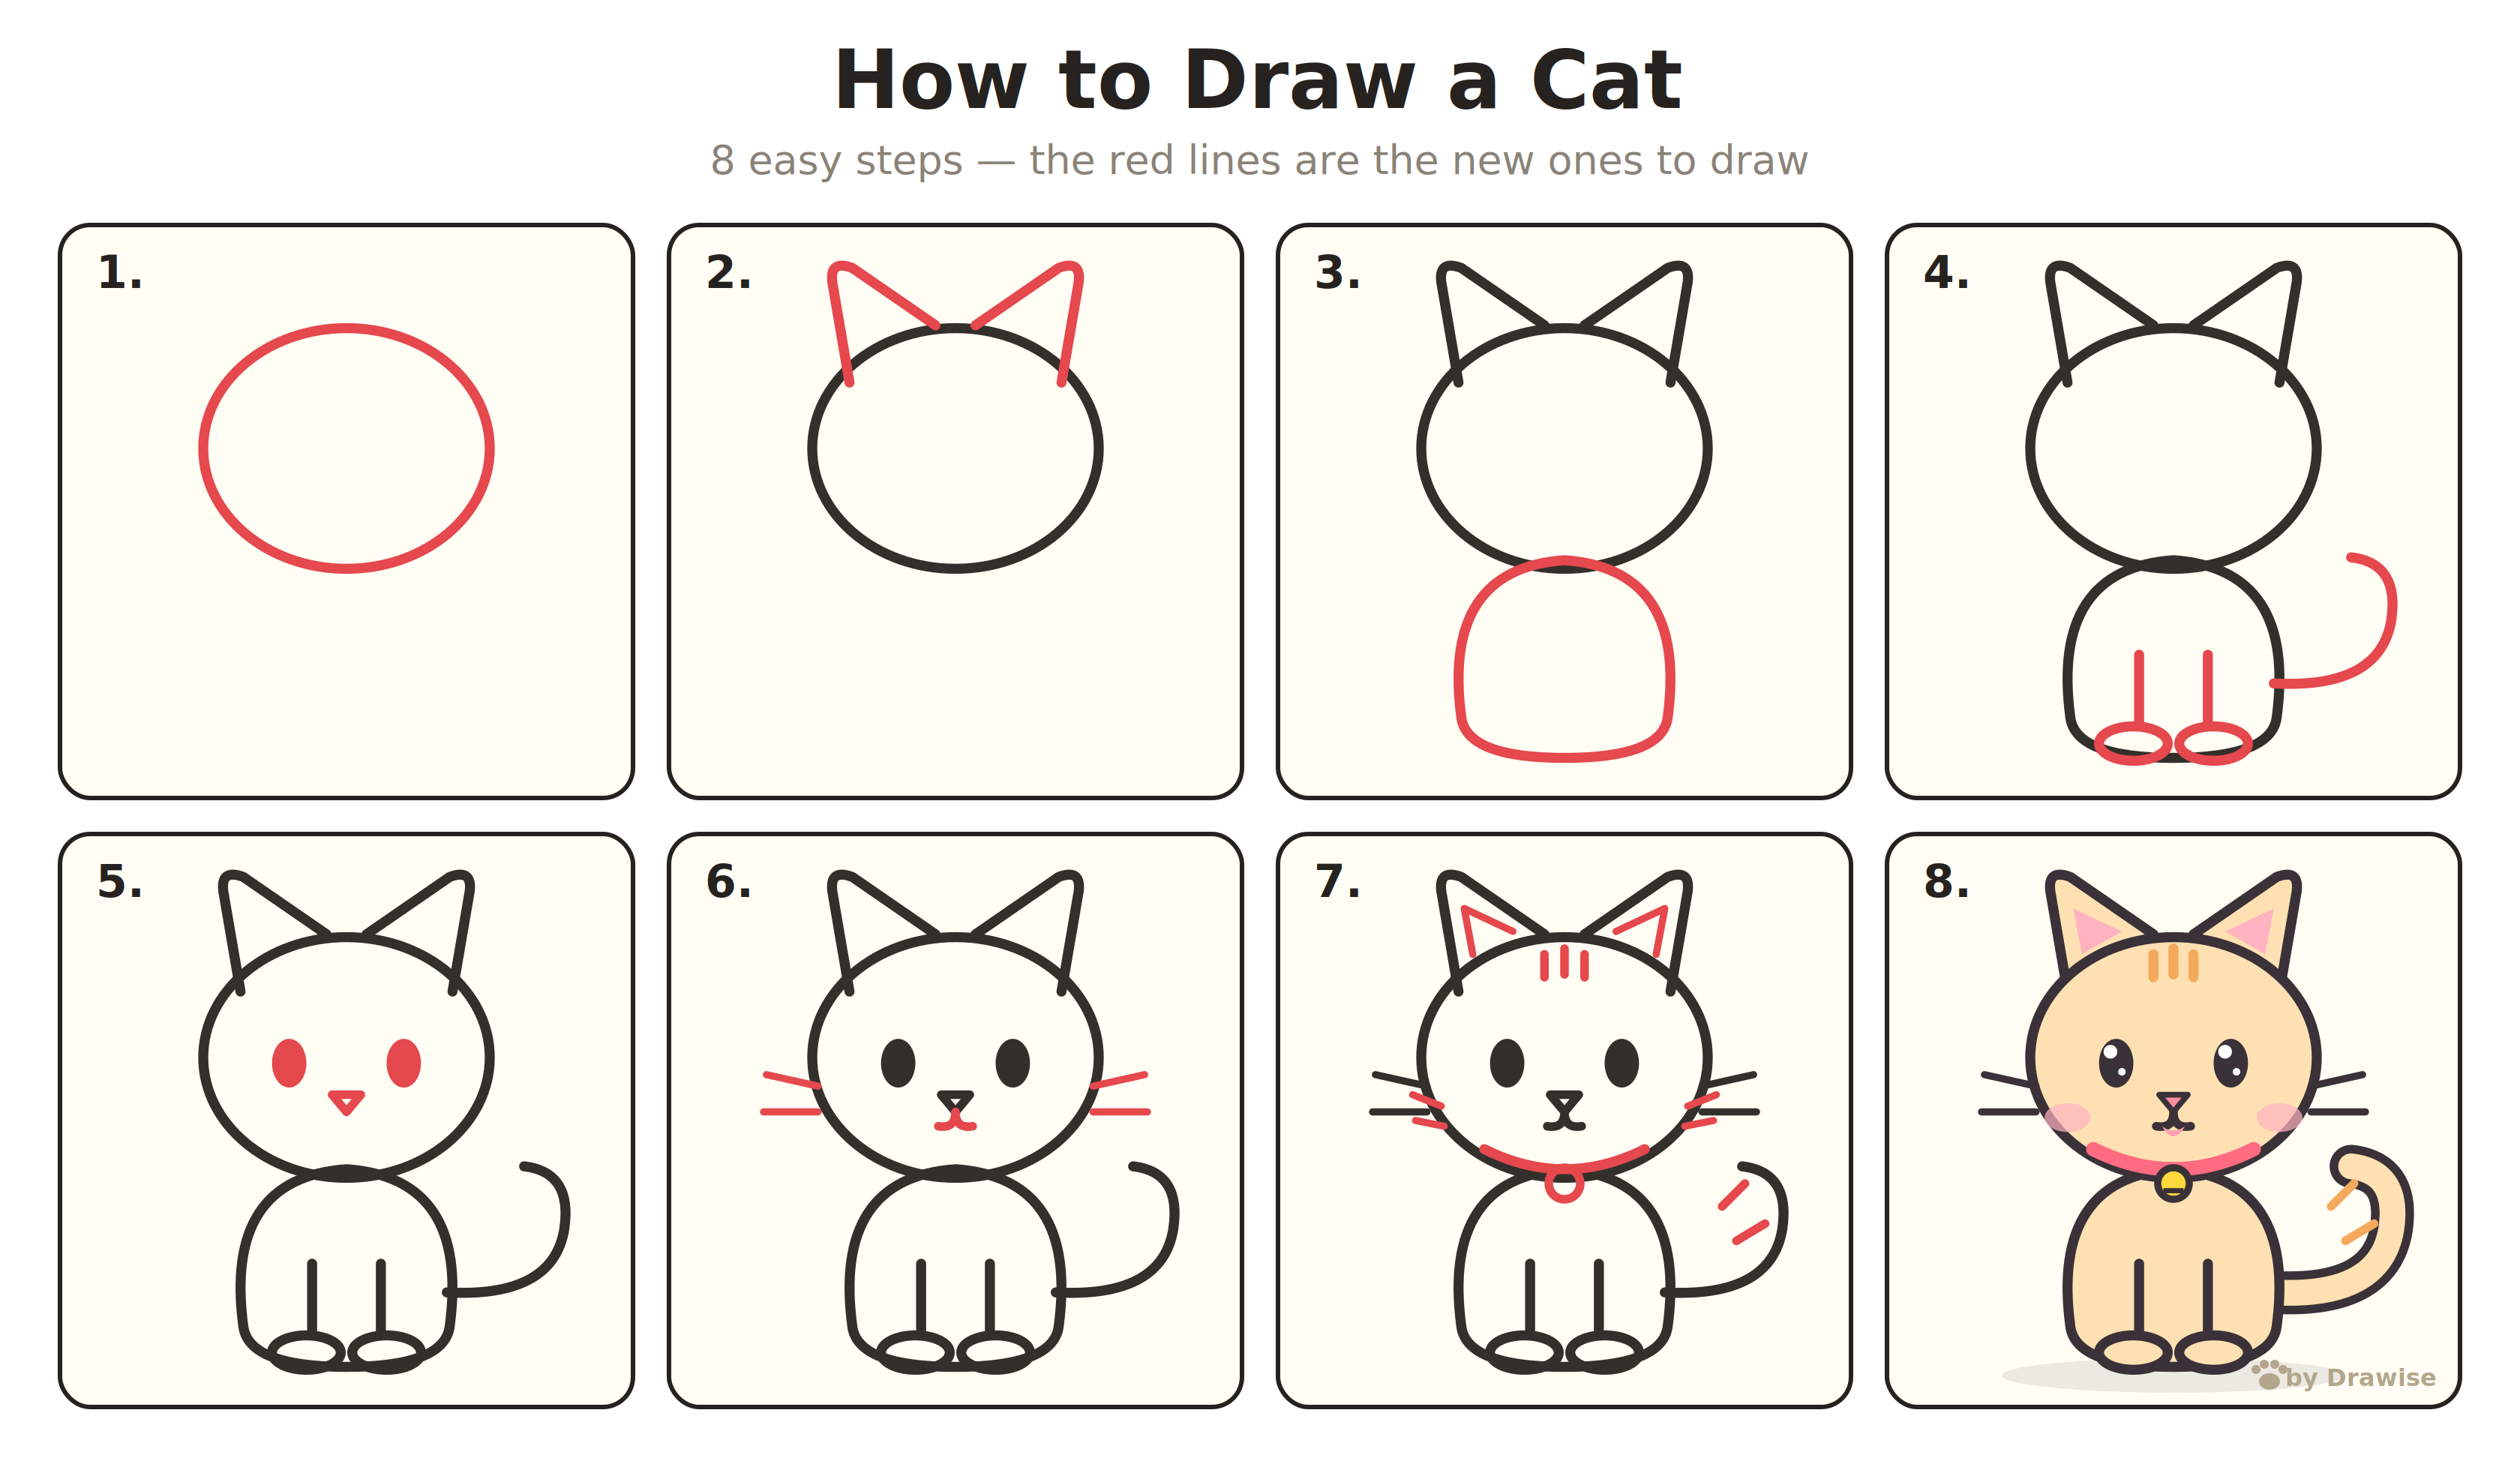 How to Draw a Cat
8 easy steps — the red lines are the new ones to draw
1.
2.
3.
4.
5.
6.
7.
8.
by Drawise